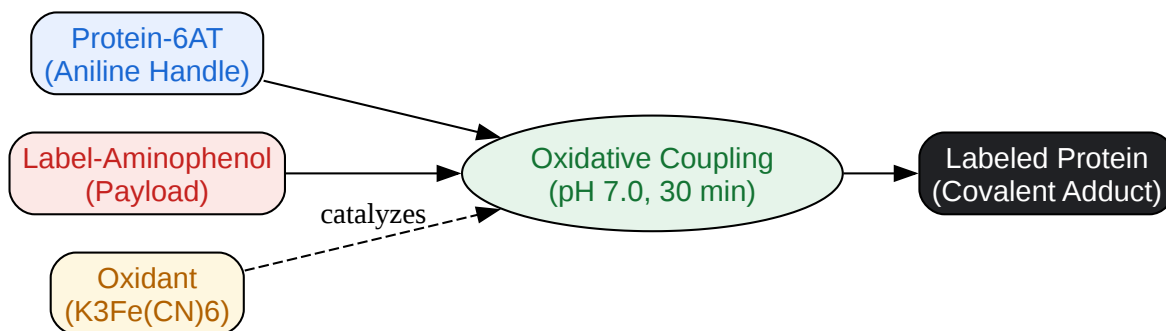 Protein-6AT
(Aniline Handle)
Label-Aminophenol
(Payload)
catalyzes
Oxidant
(K3Fe(CN)6)
Oxidative Coupling
(pH 7.0, 30 min)
Labeled Protein
(Covalent Adduct)